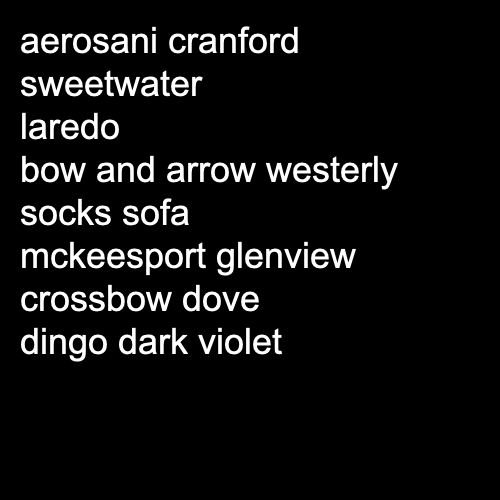 aerosani cranford
sweetwater
laredo
bow and arrow westerly
socks sofa
mckeesport glenview
crossbow dove
dingo dark violet